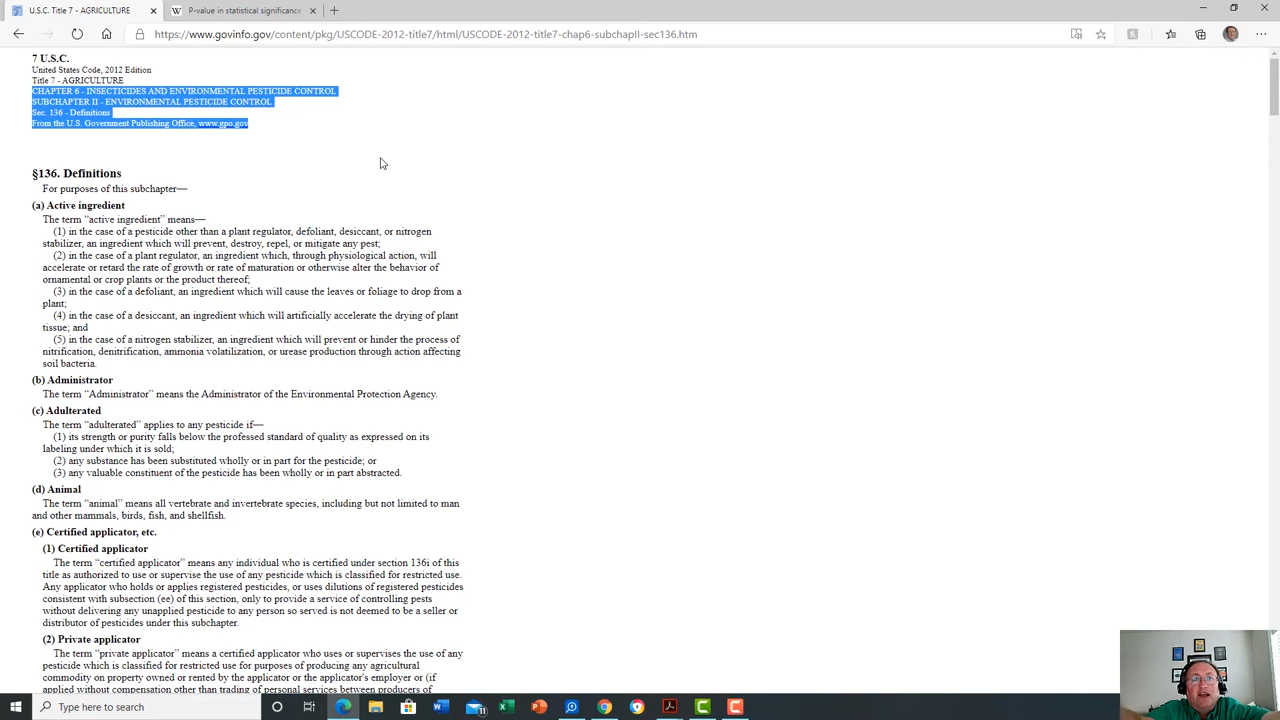 U.S.C. Title 7 - AGRICULTURE
P-value in statistical significance
https://www.govinfo.gov/content/pkg/USCODE-2012-title7/html/USCODE-2012-title7-chap6-subchapII-sec136.htm
7 U.S.C.
United States Code, 2012 Edition
Title 7 - AGRICULTURE
CHAPTER 6 - INSECTICIDES AND ENVIRONMENTAL PESTICIDE CONTROL
SUBCHAPTER II - ENVIRONMENTAL PESTICIDE CONTROL
Sec. 136 - Definitions
From the U.S. Government Publishing Office, www.gpo.gov
§136. Definitions
For purposes of this subchapter—
(a) Active ingredient
The term “active ingredient” means—
(1) in the case of a pesticide other than a plant regulator, defoliant, desiccant, or nitrogen
stabilizer, an ingredient which will prevent, destroy, repel, or mitigate any pest;
(2) in the case of a plant regulator, an ingredient which, through physiological action, will
accelerate or retard the rate of growth or rate of maturation or otherwise alter the behavior of
ornamental or crop plants or the product thereof;
(3) in the case of a defoliant, an ingredient which will cause the leaves or foliage to drop from a
plant;
(4) in the case of a desiccant, an ingredient which will artificially accelerate the drying of plant
tissue; and
(5) in the case of a nitrogen stabilizer, an ingredient which will prevent or hinder the process of
nitrification, denitrification, ammonia volatilization, or urease production through action affecting
soil bacteria.
(b) Administrator
The term “Administrator” means the Administrator of the Environmental Protection Agency.
(c) Adulterated
The term “adulterated” applies to any pesticide if—
(1) its strength or purity falls below the professed standard of quality as expressed on its
labeling under which it is sold;
(2) any substance has been substituted wholly or in part for the pesticide; or
(3) any valuable constituent of the pesticide has been wholly or in part abstracted.
(d) Animal
The term “animal” means all vertebrate and invertebrate species, including but not limited to man
and other mammals, birds, fish, and shellfish.
(e) Certified applicator, etc.
(1) Certified applicator
The term “certified applicator” means any individual who is certified under section 136i of this
title as authorized to use or supervise the use of any pesticide which is classified for restricted use.
Any applicator who holds or applies registered pesticides, or uses dilutions of registered pesticides
consistent with subsection (ee) of this section, only to provide a service of controlling pests
without delivering any unapplied pesticide to any person so served is not deemed to be a seller or
distributor of pesticides under this subchapter.
(2) Private applicator
The term “private applicator” means a certified applicator who uses or supervises the use of any
pesticide which is classified for restricted use for purposes of producing any agricultural
commodity on property owned or rented by the applicator or the applicator's employer or (if
applied without compensation other than trading of personal services between producers of
Type here to search